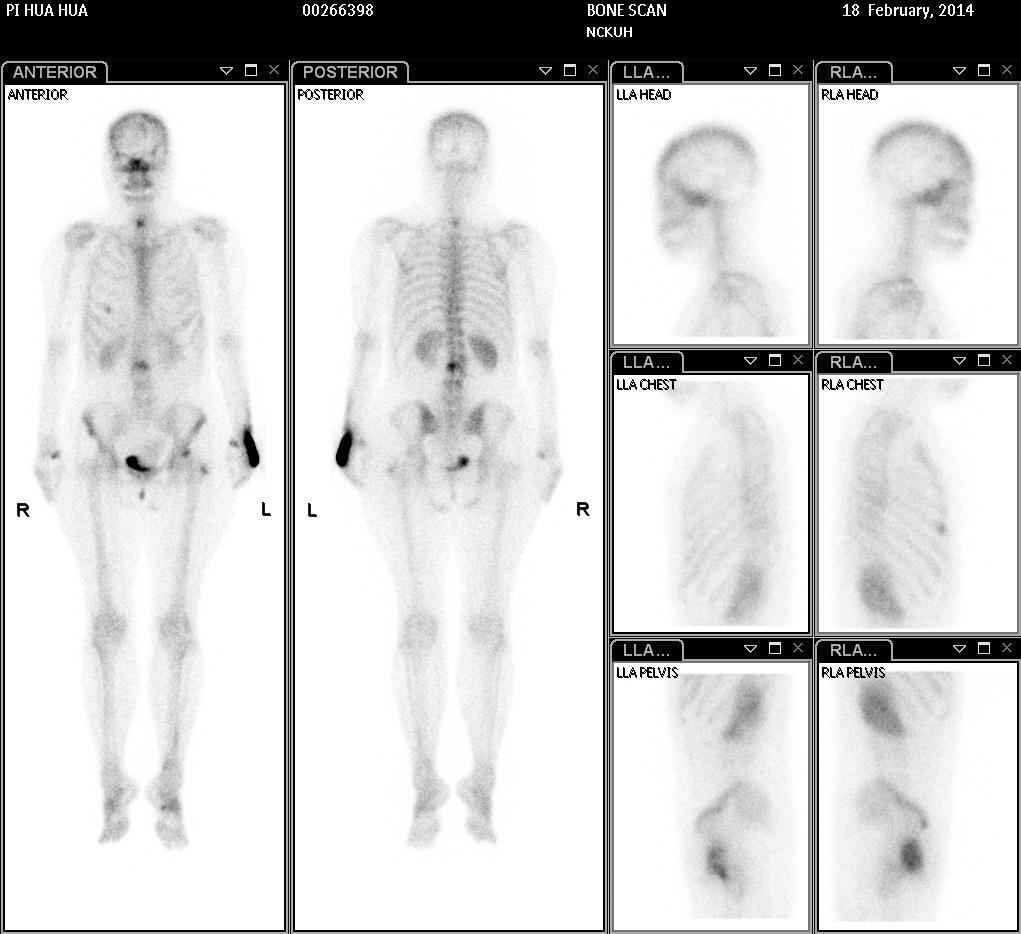 PI HUA HUA 00266398 BONE SCAN 18 February, 2014
NCKUH
ANTERIOR
ANTERIOR
R L
POSTERIOR
POSTERIOR
L R
LLA...
LLA HEAD
RLA...
RLA HEAD
LLA...
LLA CHEST
RLA...
RLA CHEST
LLA...
LLA PELVIS
RLA...
RLA PELVIS